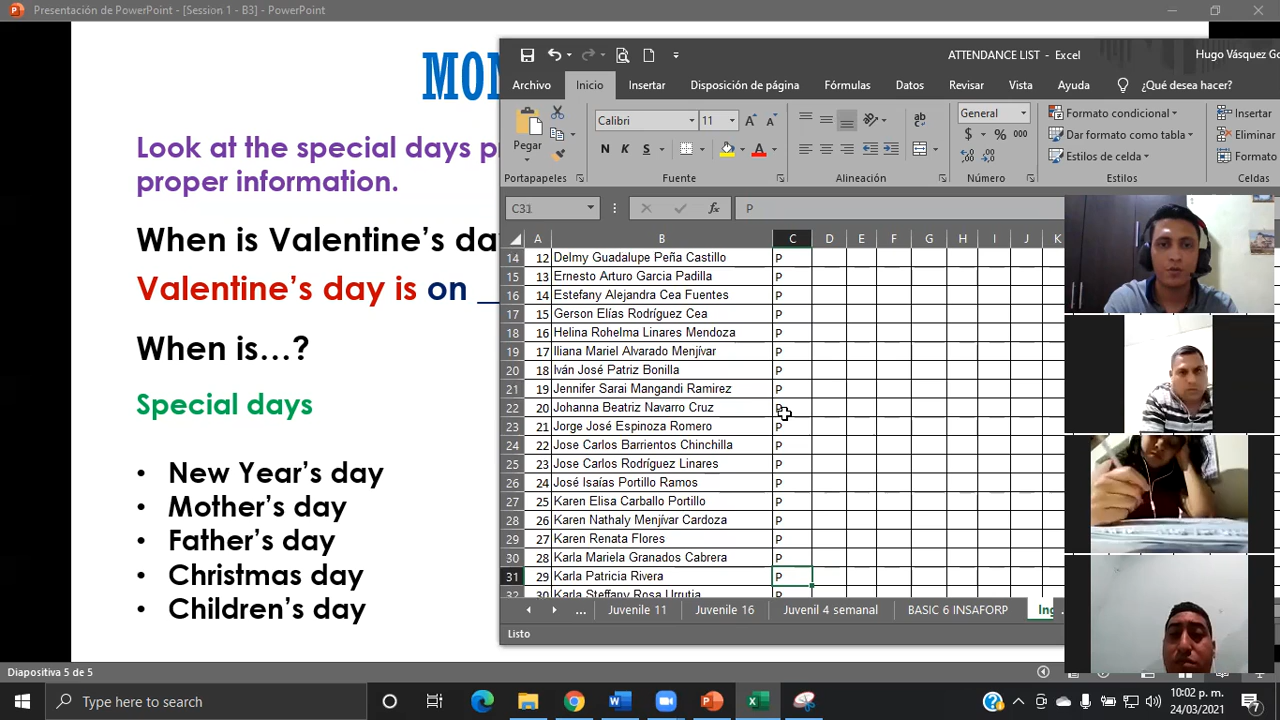 Presentación de PowerPoint - [Session 1 - B3] - PowerPoint
Look at the special days
proper information.
When is Valentine's
Valentine's day is on __
When is…?
Special days
• New Year's day
• Mother's day
• Father's day
• Christmas day
• Children's day
ATTENDANCE LIST - Excel
Hugo Vásquez
Archivo Inicio Insertar Disposición de página Fórmulas Datos Revisar Vista Ayuda ¿Qué desea hacer?
Calibri 11 General
Pegar
N K S
$ % 000
Formato condicional
Dar formato como tabla
Estilos de celda
Insertar
Eliminar
Formato
Portapapeles Fuente Alineación Número Estilos Celdas
C31 fx P
A B C D E F G H I J K
14 12 Delmy Guadalupe Peña Castillo P
15 13 Ernesto Arturo Garcia Padilla P
16 14 Estefany Alejandra Cea Fuentes P
17 15 Gerson Elías Rodríguez Cea P
18 16 Helina Rohelma Linares Mendoza P
19 17 Iliana Mariel Alvarado Menjívar P
20 18 Iván José Patriz Bonilla P
21 19 Jennifer Sarai Mangandi Ramirez P
22 20 Johanna Beatriz Navarro Cruz P
23 21 Jorge José Espinoza Romero P
24 22 Jose Carlos Barrientos Chinchilla P
25 23 Jose Carlos Rodríguez Linares P
26 24 José Isaías Portillo Ramos P
27 25 Karen Elisa Carballo Portillo P
28 26 Karen Nathaly Menjívar Cardoza P
29 27 Karen Renata Flores P
30 28 Karla Mariela Granados Cabrera P
31 29 Karla Patricia Rivera P
32 30 Karla Steffany Rosa Urrutia
... Juvenile 11 Juvenile 16 Juvenil 4 semanal BASIC 6 INSAFORP
Listo
Diapositiva 5 de 5
Type here to search
10:02 p. m.
24/03/2021
7